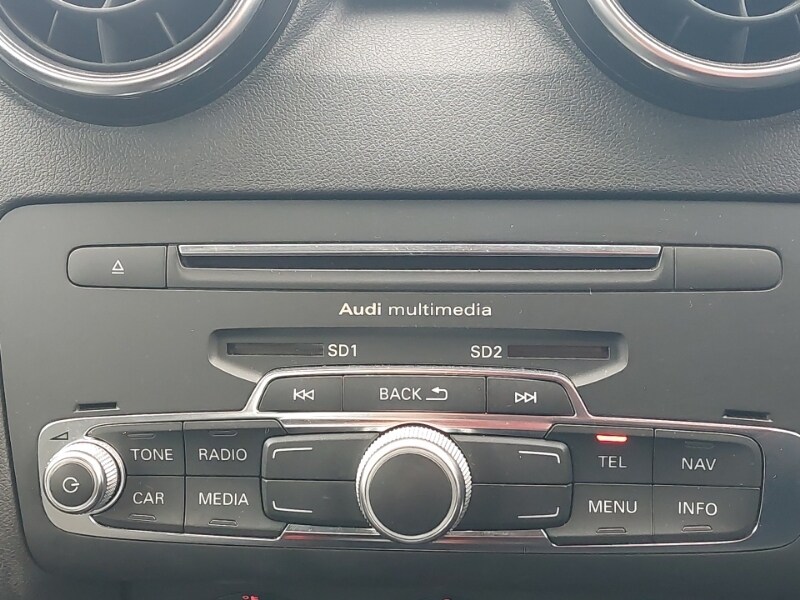 Audi multimedia
SD1 SD2
BACK
TONE RADIO TEL NAV
CAR MEDIA MENU INFO